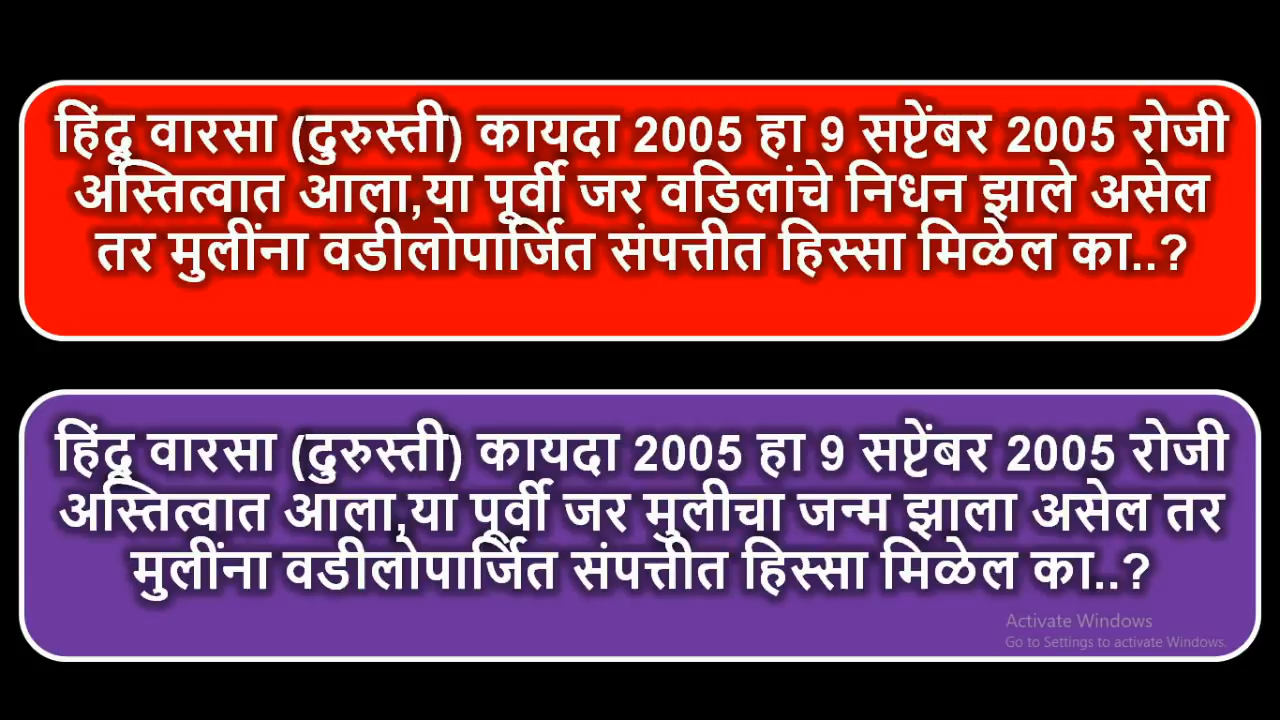 हिंदू वारसा (दुरुस्ती) कायदा 2005 हा 9 सप्टेंबर 2005 रोजी
अस्तित्वात आला,या पूर्वी जर वडिलांचे निधन झाले असेल
तर मुलींना वडीलोपार्जित संपत्तीत हिस्सा मिळेल का..?
हिंदू वारसा (दुरुस्ती) कायदा 2005 हा 9 सप्टेंबर 2005 रोजी
अस्तित्वात आला,या पूर्वी जर मुलीचा जन्म झाला असेल तर
मुलींना वडीलोपार्जित संपत्तीत हिस्सा मिळेल का..?
Activate Windows
Go to Settings to activate Windows.